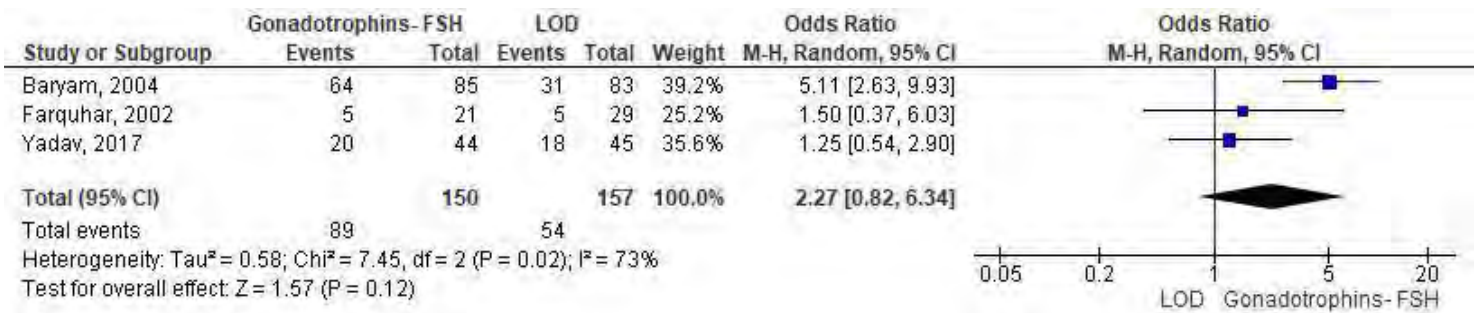 Gonadotrophins- FSH LOD Odds Ratio Odds Ratio
Study or Subgroup Events Total Events Total Weight M-H, Random, 95% CI M-H, Random, 95% CI
Baryam, 2004 64 85 31 83 39.2% 5.11 [2.63, 9.93]
Farquhar, 2002 5 21 5 29 25.2% 1.50 [0.37, 6.03]
Yadav, 2017 20 44 18 45 35.6% 1.25 [0.54, 2.90]
Total (95% CI) 150 157 100.0% 2.27 [0.82, 6.34]
Total events 89 54
Heterogeneity: Tau² = 0.58; Chi² = 7.45, df = 2 (P = 0.02); I² = 73%
Test for overall effect: Z = 1.57 (P = 0.12)
0.05 0.2 1 5 20
LOD Gonadotrophins- FSH